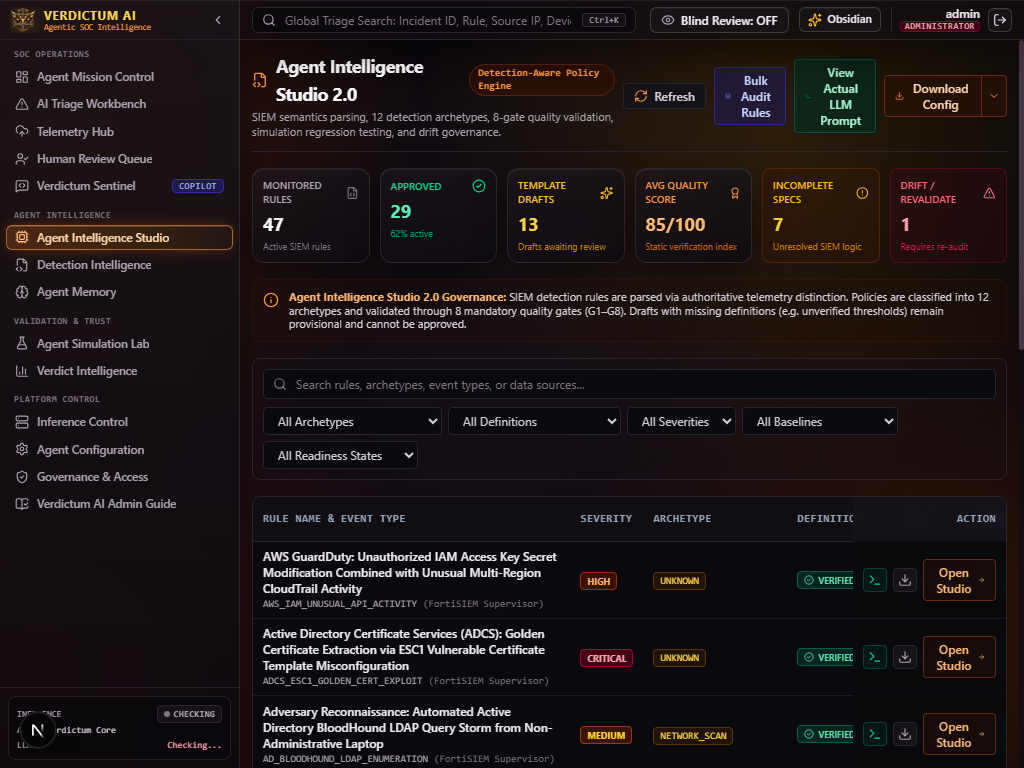 VERDICTUM AI
Agentic SOC Intelligence
SOC OPERATIONS
Agent Mission Control
AI Triage Workbench
Telemetry Hub
Human Review Queue
Verdictum Sentinel
COPILOT
AGENT INTELLIGENCE
Agent Intelligence Studio
Detection Intelligence
Agent Memory
VALIDATION & TRUST
Agent Simulation Lab
Verdict Intelligence
PLATFORM CONTROL
Inference Control
Agent Configuration
Governance & Access
Verdictum AI Admin Guide
CHECKING
N
Core
Checking...
Global Triage Search: Incident ID, Rule, Source IP,
Ctrl+K
Blind Review: OFF
Obsidian
admin
ADMINISTRATOR
Agent Intelligence
Studio 2.0
Detection-Aware Policy
Engine
SIEM semantics parsing, 12 detection archetypes, 8-gate quality validation,
simulation regression testing, and drift governance.
Refresh
Bulk
Audit
Rules
View
Actual
LLM
Prompt
Download
Config
MONITORED
RULES
47
Active SIEM rules
APPROVED
29
62% active
TEMPLATE
DRAFTS
13
Drafts awaiting review
AVG QUALITY
SCORE
85/100
Static verification index
INCOMPLETE
SPECS
7
Unresolved SIEM logic
DRIFT /
REVALIDATE
1
Requires re-audit
Agent Intelligence Studio 2.0 Governance: SIEM detection rules are parsed via authoritative telemetry distinction. Policies are classified into 12
archetypes and validated through 8 mandatory quality gates (G1–G8). Drafts with missing definitions (e.g. unverified thresholds) remain
provisional and cannot be approved.
Search rules, archetypes, event types, or data sources...
All Archetypes
All Definitions
All Severities
All Baselines
All Readiness States
RULE NAME & EVENT TYPE
SEVERITY
ARCHETYPE
DEFINITIO
ACTION
AWS GuardDuty: Unauthorized IAM Access Key Secret
Modification Combined with Unusual Multi-Region
CloudTrail Activity
AWS_IAM_UNUSUAL_API_ACTIVITY (FortiSIEM Supervisor)
HIGH
UNKNOWN
VERIFIED
Open
Studio
Active Directory Certificate Services (ADCS): Golden
Certificate Extraction via ESC1 Vulnerable Certificate
Template Misconfiguration
ADCS_ESC1_GOLDEN_CERT_EXPLOIT (FortiSIEM Supervisor)
CRITICAL
UNKNOWN
VERIFIED
Open
Studio
Adversary Reconnaissance: Automated Active
Directory BloodHound LDAP Query Storm from Non-
Administrative Laptop
AD_BLOODHOUND_LDAP_ENUMERATION (FortiSIEM Supervisor)
MEDIUM
NETWORK_SCAN
VERIFIED
Open
Studio